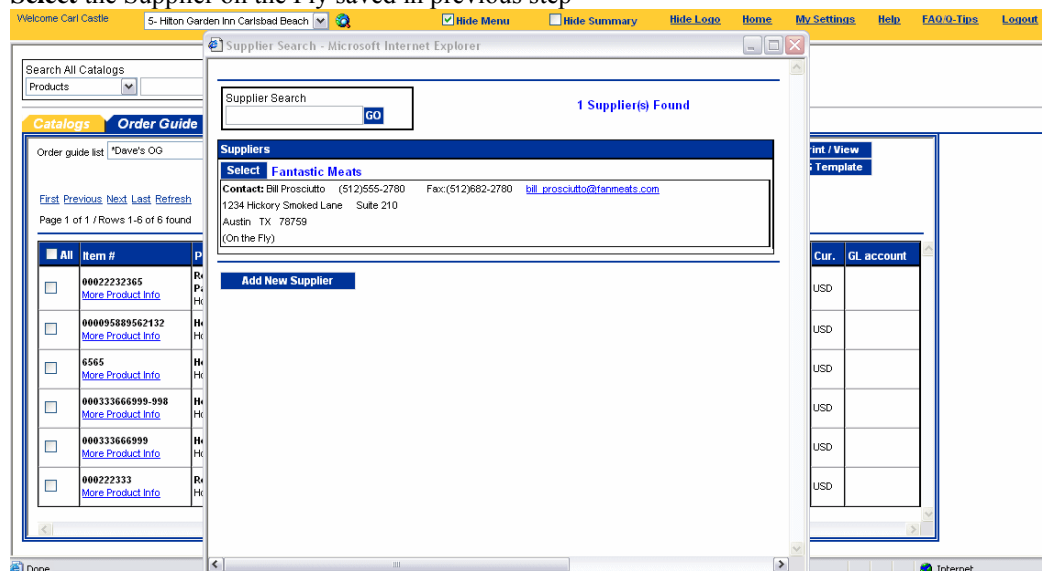 Select the Supplier on the Fly saved in previous step
Welcome Carl Castle 5- Hilton Garden Inn Carlsbad Beach Hide Menu Hide Summary Hide Logo Home My Settings Help FAQ/Q-Tips Logout
Supplier Search - Microsoft Internet Explorer
Search All Catalogs
Products
Supplier Search
GO
1 Supplier(s) Found
Catalogs Order Guide
Order guide list *Dave's OG
Suppliers
Select Fantastic Meats
Contact: Bill Prosciutto (512)555-2780 Fax:(512)682-2780 bill_prosciutto@fanmeats.com
1234 Hickory Smoked Lane Suite 210
Austin TX 78759
(On the Fly)
Add New Supplier
rint / View
Template
First Previous Next Last Refresh
Page 1 of 1 / Rows 1-6 of 6 found
All Item # P Cur. GL account
00022232365
More Product Info
USD
000095889562132
More Product Info
USD
6565
More Product Info
USD
000333666999-998
More Product Info
USD
000333666999
More Product Info
USD
000222333
More Product Info
USD
Done Internet